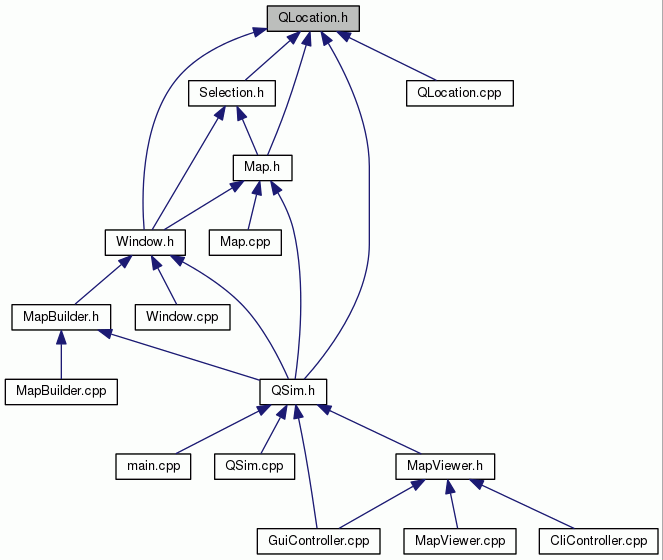 QLocation.h
Selection.h
QLocation.cpp
Map.h
Window.h
Map.cpp
MapBuilder.h
Window.cpp
MapBuilder.cpp
QSim.h
main.cpp
QSim.cpp
MapViewer.h
GuiController.cpp
MapViewer.cpp
CliController.cpp